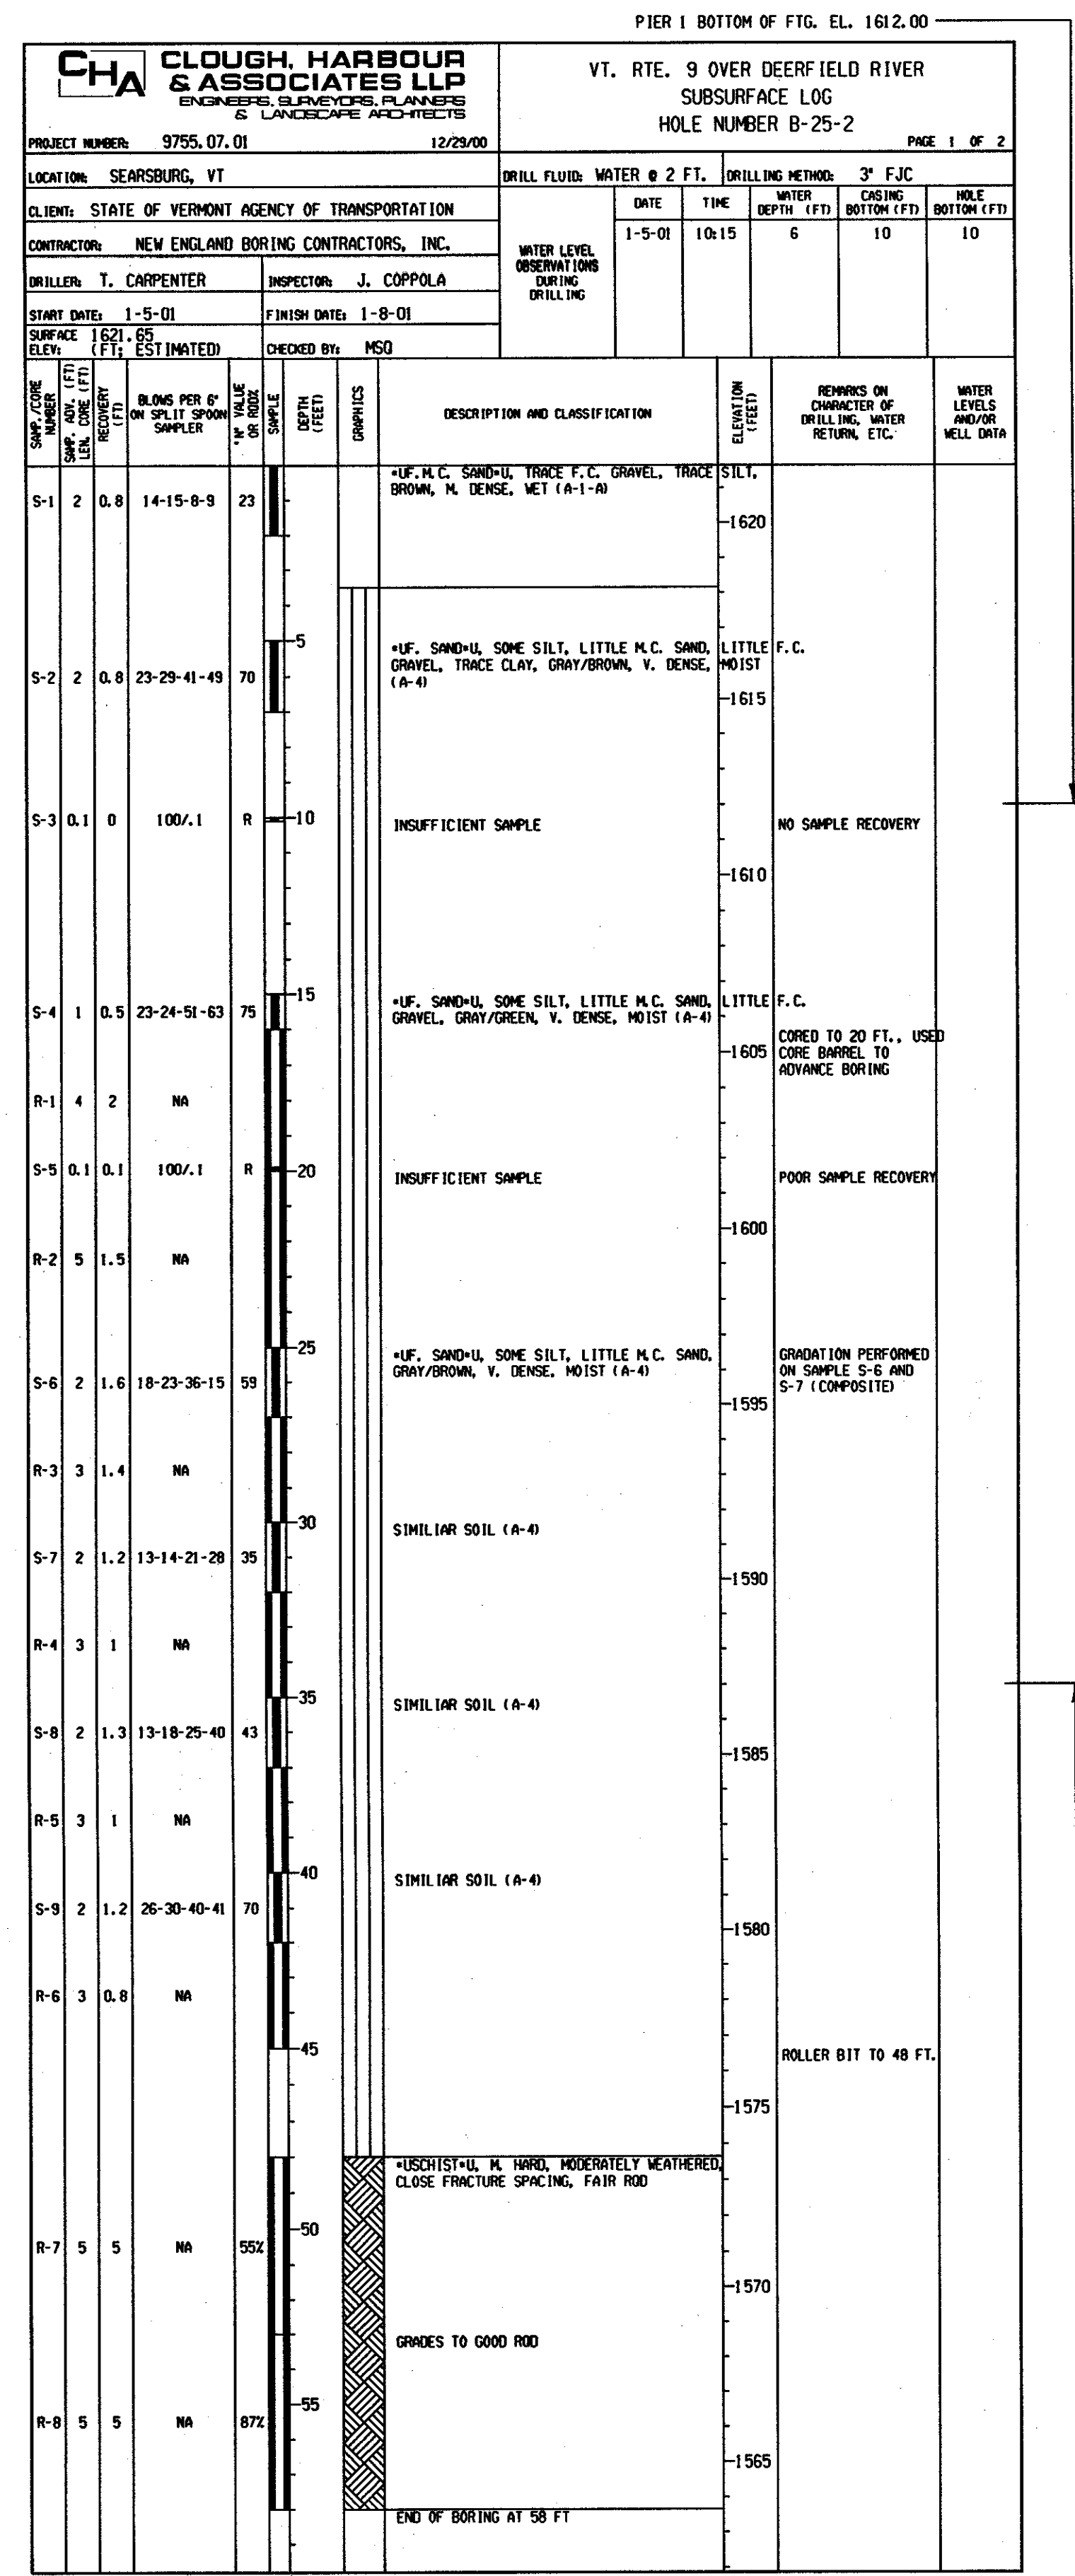 PIER 1 BOTTOM OF FTG. EL. 1612.00
CHA
CLOUGH, HARBOUR
& ASSOCIATES LLP
ENGINEERS, SURVEYORS, PLANNERS
& LANDSCAPE ARCHITECTS
PROJECT NUMBER: 9755.07.01 12/29/00
VT. RTE. 9 OVER DEERFIELD RIVER
SUBSURFACE LOG
HOLE NUMBER B-25-2
PAGE 1 OF 2
LOCATION: SEARSBURG, VT
DRILL FLUID: WATER @ 2 FT. DRILLING METHOD: 3" FJC
CLIENT: STATE OF VERMONT AGENCY OF TRANSPORTATION
CONTRACTOR: NEW ENGLAND BORING CONTRACTORS, INC.
DRILLER: T. CARPENTER INSPECTOR: J. COPPOLA
START DATE: 1-5-01 FINISH DATE: 1-8-01
SURFACE ELEV: 1621.65 (FT; ESTIMATED) CHECKED BY: MSQ
WATER LEVEL
OBSERVATIONS
DURING
DRILLING
DATE TIME WATER DEPTH (FT) CASING BOTTOM (FT) HOLE BOTTOM (FT)
1-5-01 10:15 6 10 10
SAMP./CORE NUMBER
SAMP. ADV. (FT) LEN. CORE (FT)
RECOVERY (FT)
BLOWS PER 6" ON SPLIT SPOON SAMPLER
"N" VALUE OR RQD%
SAMPLE
DEPTH (FEET)
GRAPHICS
DESCRIPTION AND CLASSIFICATION
ELEVATION (FEET)
REMARKS ON CHARACTER OF DRILLING, WATER RETURN, ETC.
WATER LEVELS AND/OR WELL DATA
*UF.M.C. SAND*U, TRACE F.C. GRAVEL, TRACE SILT,
BROWN, M. DENSE, WET (A-1-A)
S-1 2 0.8 14-15-8-9 23
1620
5
*UF. SAND*U, SOME SILT, LITTLE M.C. SAND, LITTLE F.C.
GRAVEL, TRACE CLAY, GRAY/BROWN, V. DENSE, MOIST
(A-4)
S-2 2 0.8 23-29-41-49 70
1615
S-3 0.1 0 100/.1 R 10
INSUFFICIENT SAMPLE NO SAMPLE RECOVERY
1610
15
*UF. SAND*U, SOME SILT, LITTLE M.C. SAND, LITTLE F.C.
GRAVEL, GRAY/GREEN, V. DENSE, MOIST (A-4)
S-4 1 0.5 23-24-51-63 75
CORED TO 20 FT., USED
1605 CORE BARREL TO
ADVANCE BORING
R-1 4 2 NA
S-5 0.1 0.1 100/.1 R 20
INSUFFICIENT SAMPLE POOR SAMPLE RECOVERY
1600
R-2 5 1.5 NA
25
*UF. SAND*U, SOME SILT, LITTLE M.C. SAND, GRADATION PERFORMED
GRAY/BROWN, V. DENSE, MOIST (A-4) ON SAMPLE S-6 AND
S-7 (COMPOSITE)
S-6 2 1.6 18-23-36-15 59
1595
R-3 3 1.4 NA
30
SIMILIAR SOIL (A-4)
S-7 2 1.2 13-14-21-28 35
1590
R-4 3 1 NA
35
SIMILIAR SOIL (A-4)
S-8 2 1.3 13-18-25-40 43
1585
R-5 3 1 NA
40
SIMILIAR SOIL (A-4)
S-9 2 1.2 26-30-40-41 70
1580
R-6 3 0.8 NA
45
ROLLER BIT TO 48 FT.
1575
*USCHIST*U, M. HARD, MODERATELY WEATHERED,
CLOSE FRACTURE SPACING, FAIR RQD
50
R-7 5 5 NA 55%
1570
GRADES TO GOOD RQD
55
R-8 5 5 NA 87%
1565
END OF BORING AT 58 FT